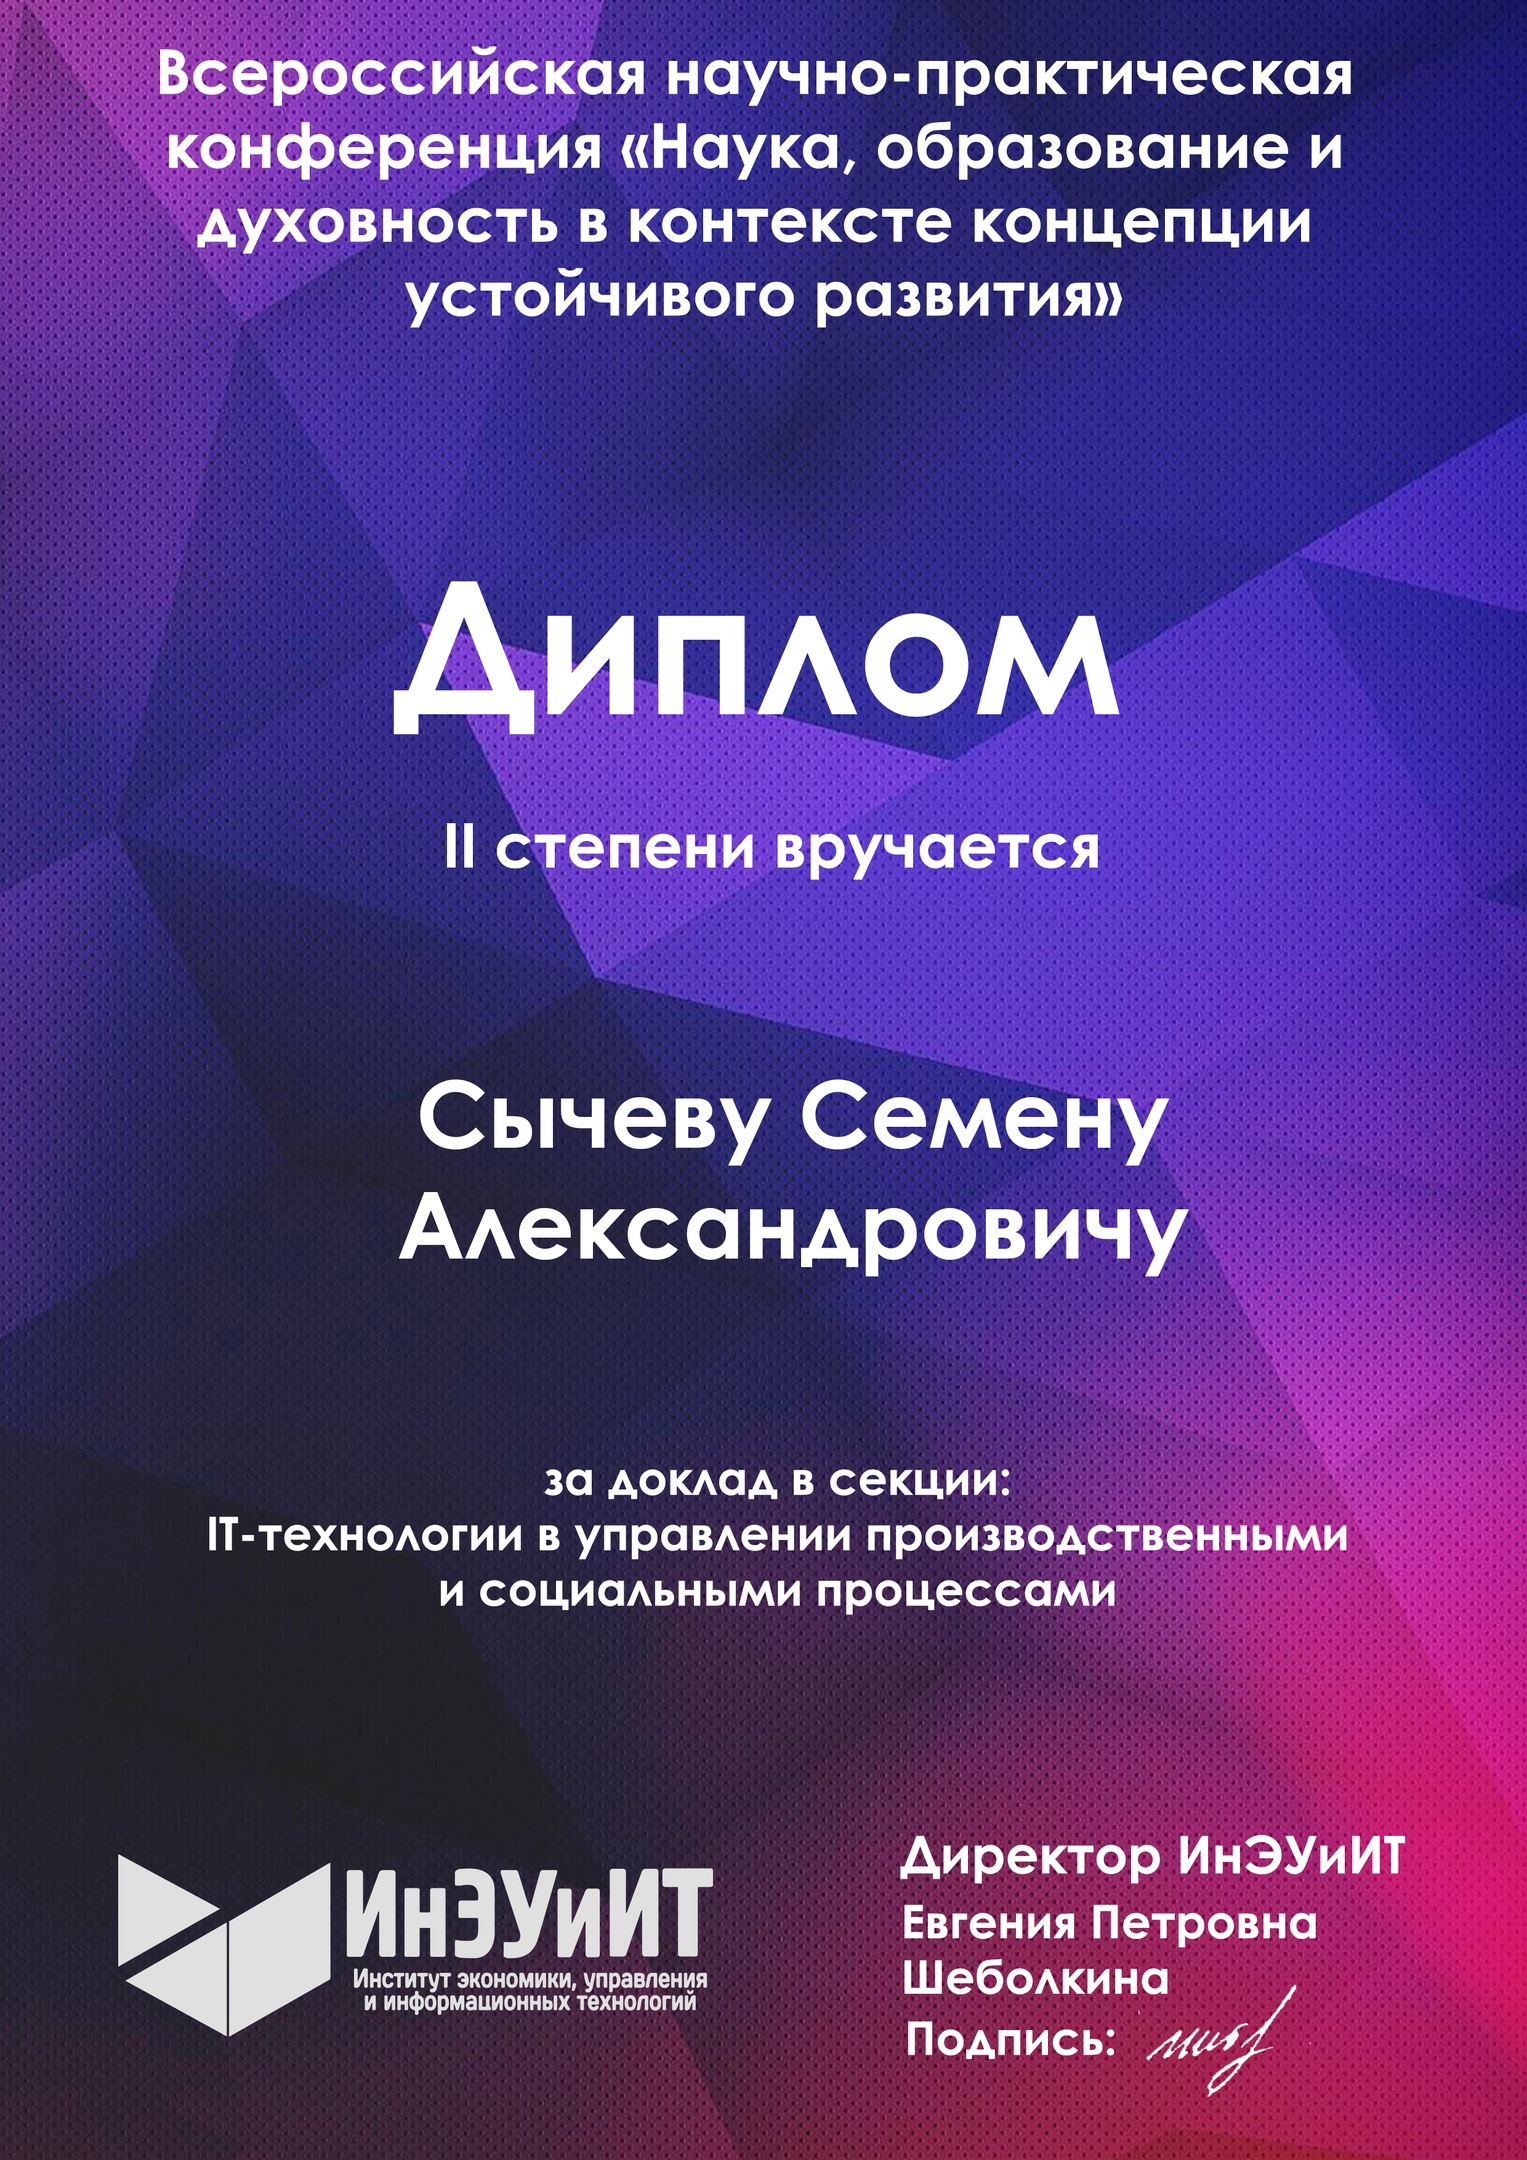 Всероссийская научно-практическая
конференция «Наука, образование и
духовность в контексте концепции
устойчивого развития»
Диплом
II степени вручается
Сычеву Семену
Александровичу
за доклад в секции:
IT-технологии в управлении производственными
и социальными процессами
ИнЭУиИТ
Институт экономики, управления
и информационных технологий
Директор ИнЭУиИТ
Евгения Петровна
Шеболкина
Подпись: